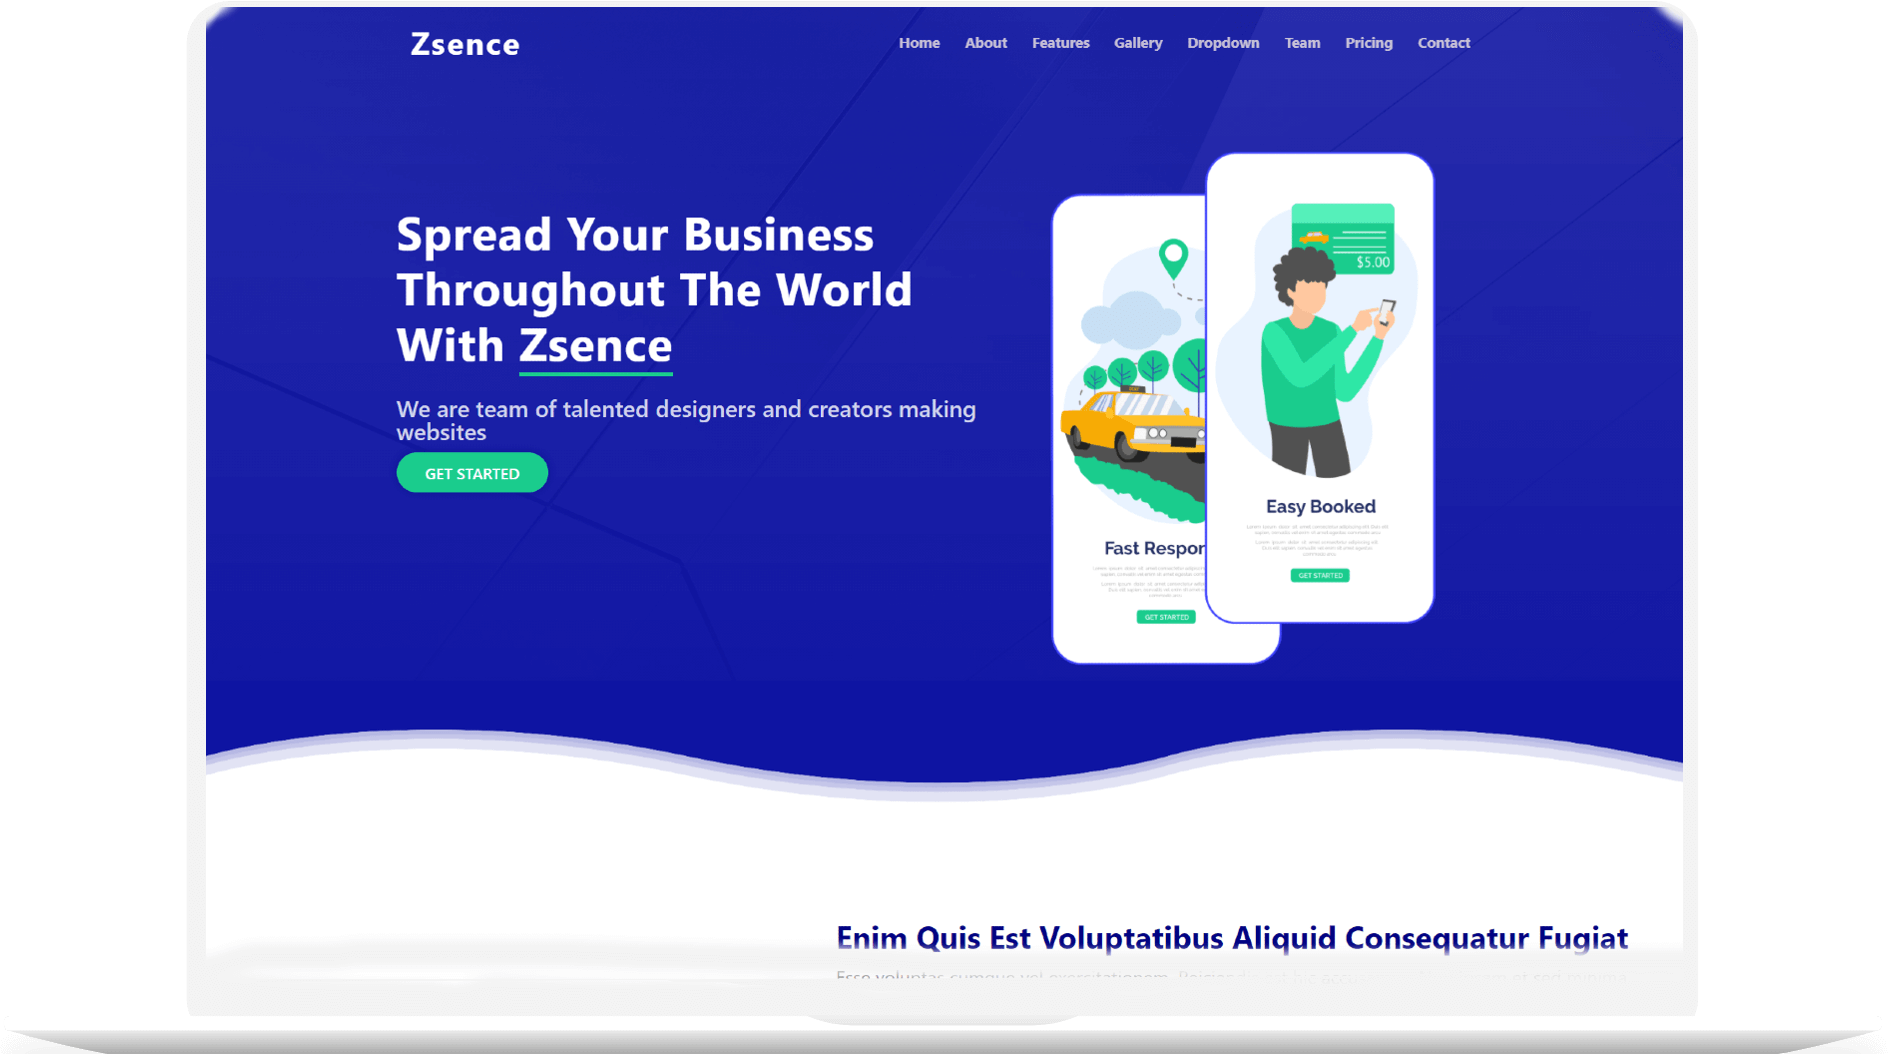 Zsence
Home About Features Gallery Dropdown Team Pricing Contact
Spread Your Business
Throughout The World
With Zsence
We are team of talented designers and creators making
websites
GET STARTED
$5.00
Easy Booked
GET STARTED
Fast Respon
GET STARTED
Enim Quis Est Voluptatibus Aliquid Consequatur Fugiat
Esse voluptas cumque vel exercitationem.